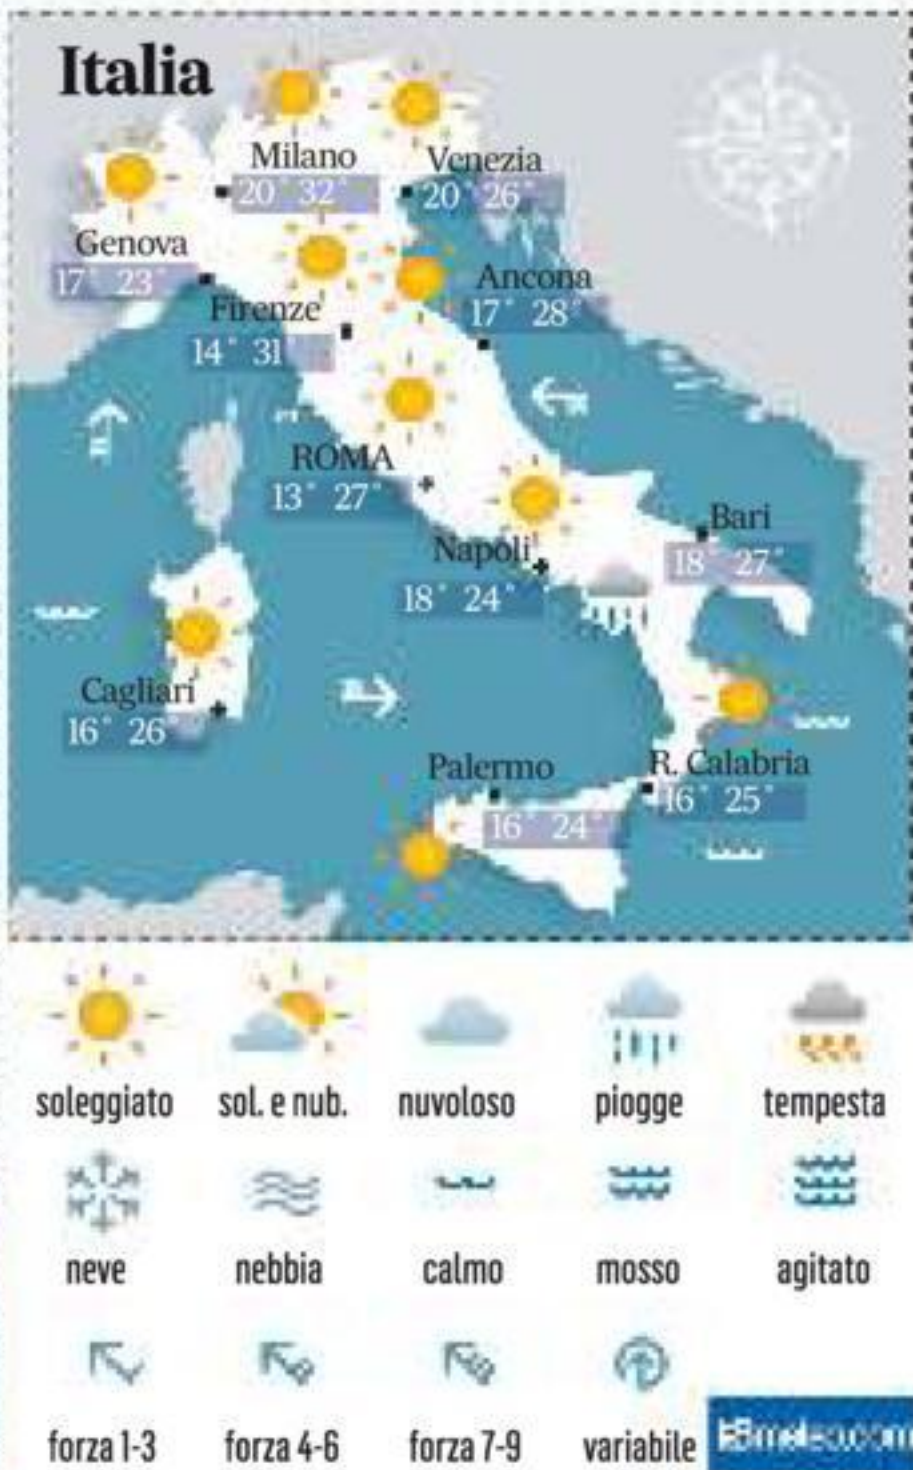 Italia
Milano
20° 32°
Venezia
20° 26°
Genova
17° 23°
Ancona
17° 28°
Firenze
14° 31
ROMA
13° 27°
Bari
18° 27°
Napoli
18° 24°
Cagliari
16° 26°
Palermo
16° 24°
R. Calabria
16° 25°
soleggiato sol. e nub. nuvoloso piogge tempesta
neve nebbia calmo mosso agitato
forza 1-3 forza 4-6 forza 7-9 variabile